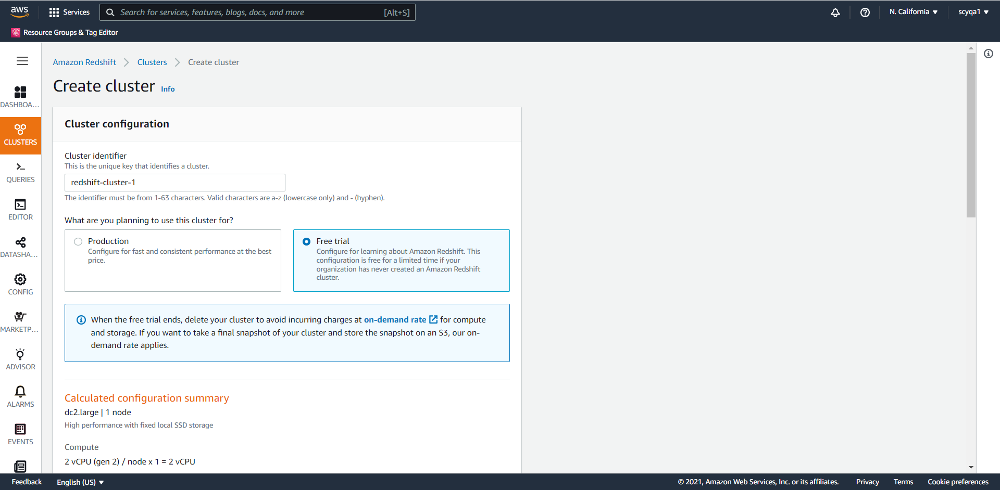 aws
Services
Search for services, features, blogs, docs, and more
[Alt+S]
N. California
scyqa1
Resource Groups & Tag Editor
DASHBOA...
CLUSTERS
QUERIES
EDITOR
DATASHA...
CONFIG
MARKETP...
ADVISOR
ALARMS
EVENTS
Amazon Redshift
Clusters
Create cluster
Create cluster
Info
Cluster configuration
Cluster identifier
This is the unique key that identifies a cluster.
redshift-cluster-1
The identifier must be from 1-63 characters. Valid characters are a-z (lowercase only) and - (hyphen).
What are you planning to use this cluster for?
Production
Configure for fast and consistent performance at the best
price.
Free trial
Configure for learning about Amazon Redshift. This
configuration is free for a limited time if your
organization has never created an Amazon Redshift
cluster.
When the free trial ends, delete your cluster to avoid incurring charges at on-demand rate for compute
and storage. If you want to take a final snapshot of your cluster and store the snapshot on an S3, our on-
demand rate applies.
Calculated configuration summary
dc2.large | 1 node
High performance with fixed local SSD storage
Compute
2 vCPU (gen 2) / node x 1 = 2 vCPU
Feedback
English (US)
© 2021, Amazon Web Services, Inc. or its affiliates.
Privacy
Terms
Cookie preferences